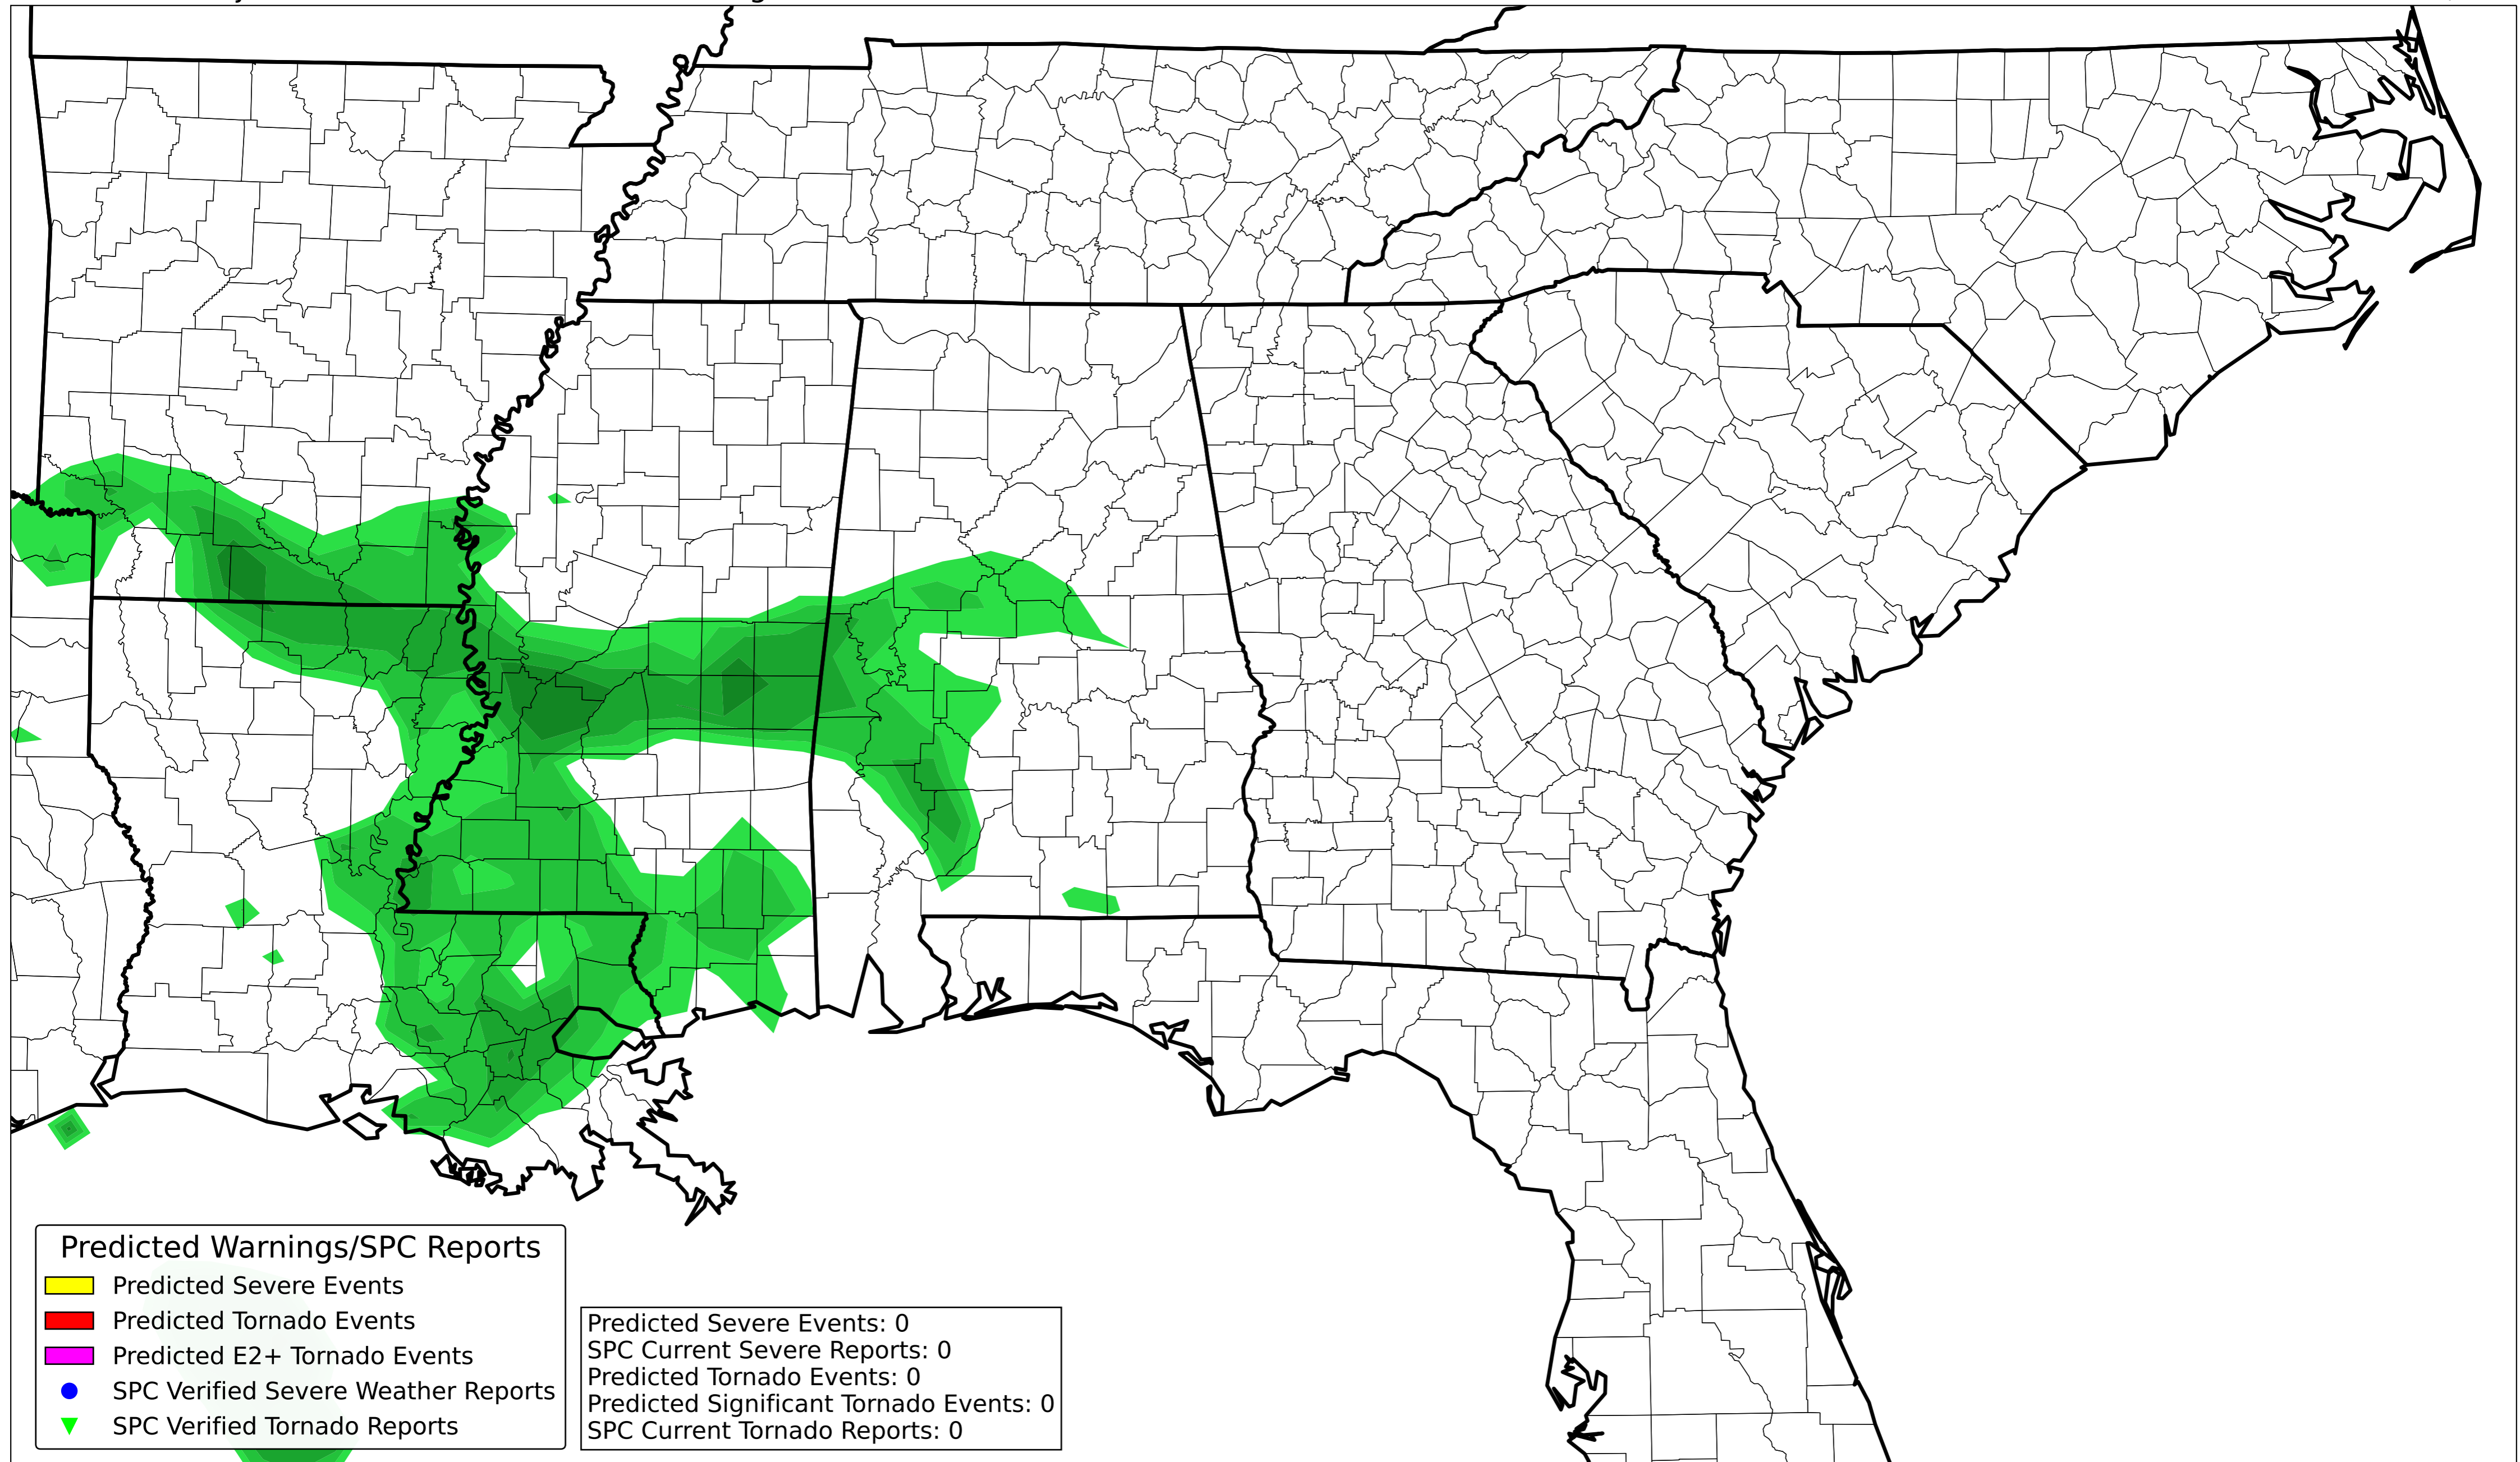 Predicted Warnings/SPC Reports
Predicted Severe Events
Predicted Tornado Events
Predicted E2+ Tornado Events
SPC Verified Severe Weather Reports
SPC Verified Tornado Reports
Predicted Severe Events: 0
SPC Current Severe Reports: 0
Predicted Tornado Events: 0
Predicted Significant Tornado Events: 0
SPC Current Tornado Reports: 0